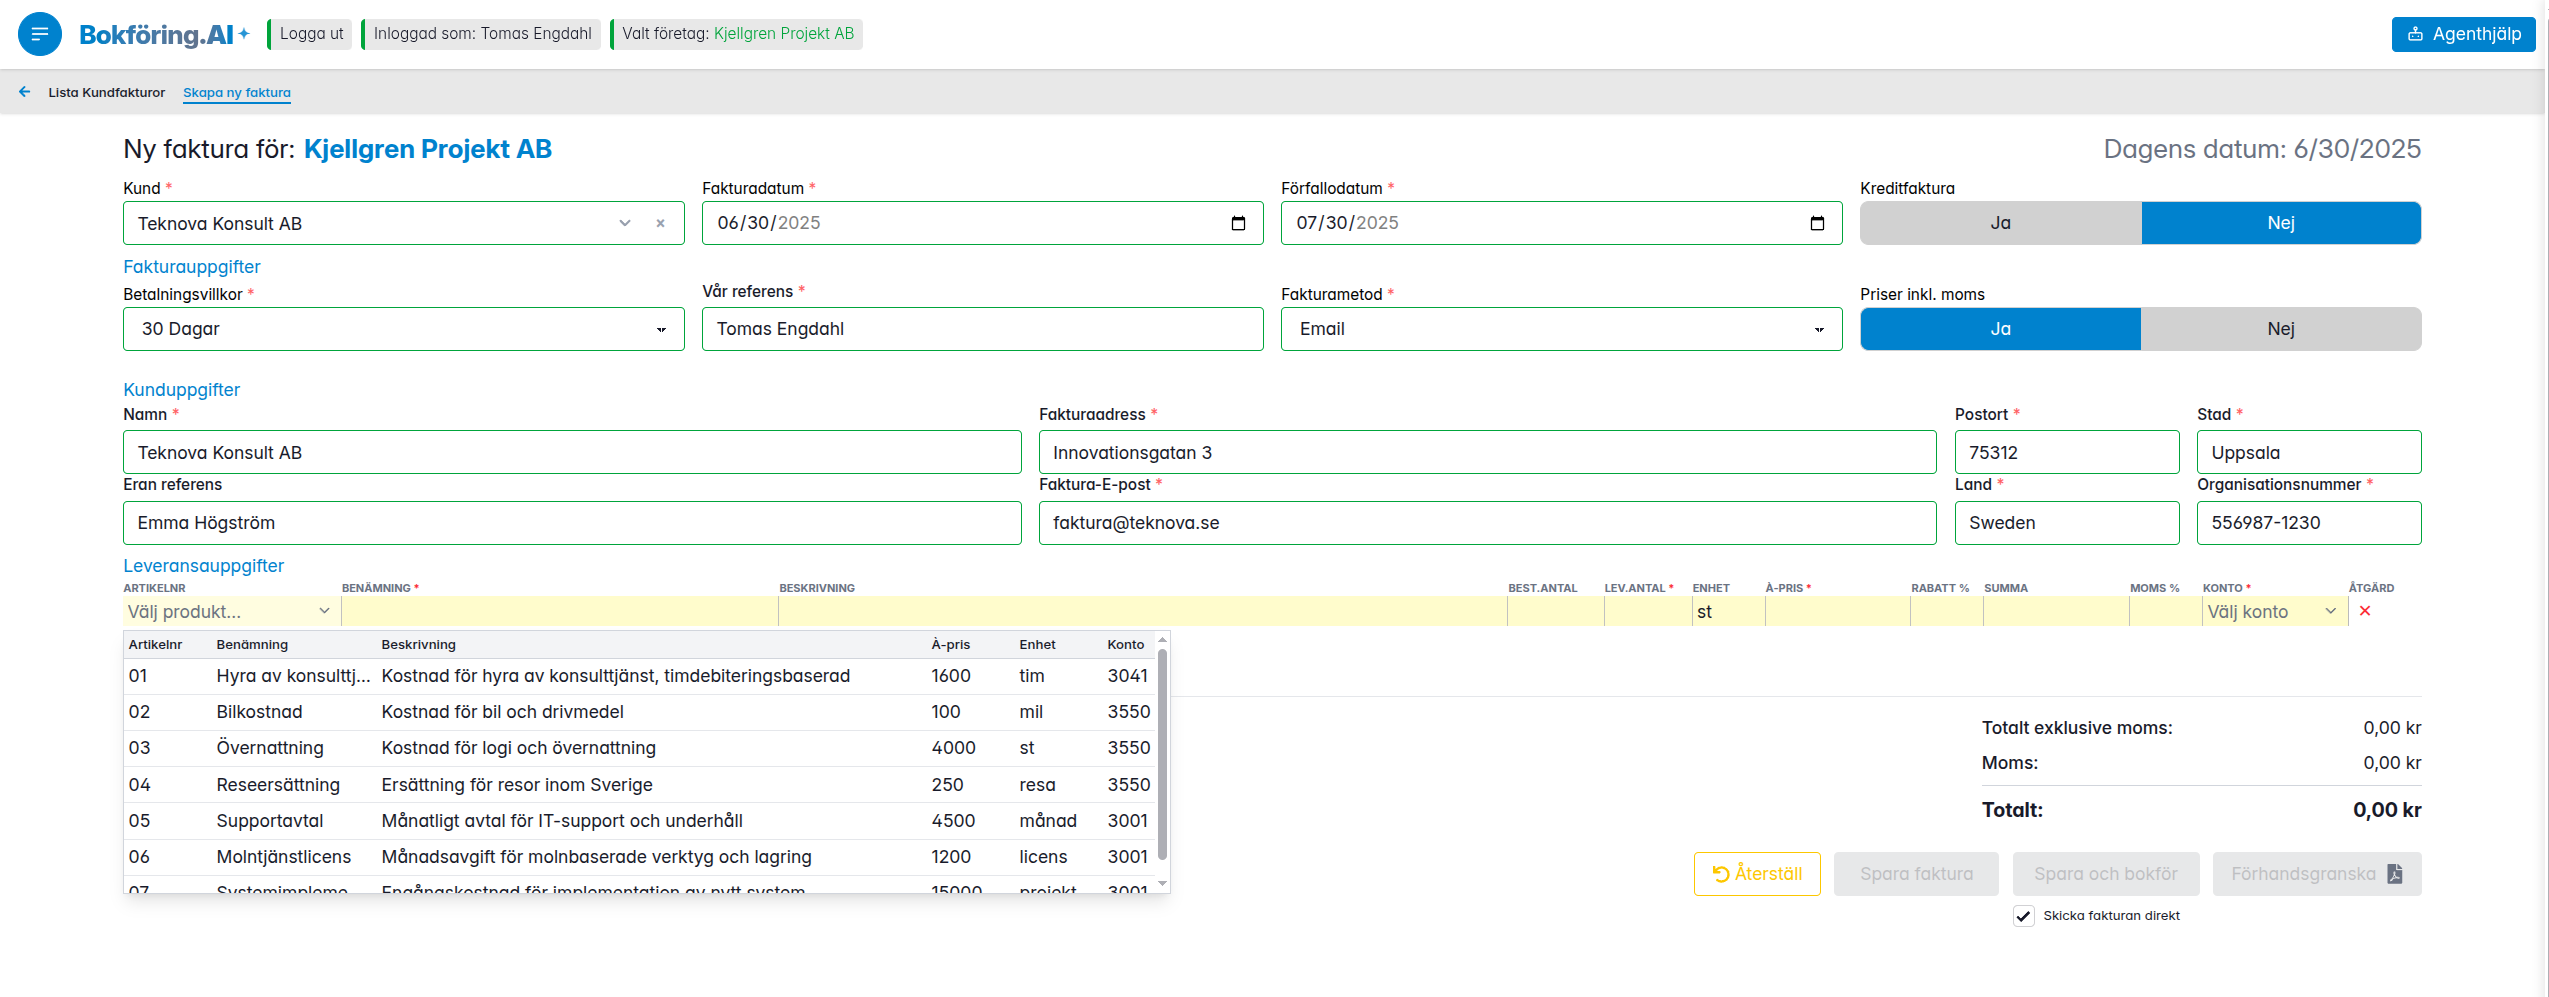 Bokföring.AI Logga ut Inloggad som: Tomas Engdahl Valt företag: Kjellgren Projekt AB Agenthjälp
Lista Kundfakturor Skapa ny faktura
Ny faktura för: Kjellgren Projekt AB Dagens datum: 6/30/2025
Kund * Fakturadatum * Förfallodatum * Kreditfaktura
Teknova Konsult AB 06/30/2025 07/30/2025 Ja Nej
Fakturauppgifter
Betalningsvillkor * Vår referens * Fakturametod * Priser inkl. moms
30 Dagar Tomas Engdahl Email Ja Nej
Kunduppgifter
Namn * Fakturaadress * Postort * Stad *
Teknova Konsult AB Innovationsgatan 3 75312 Uppsala
Eran referens Faktura-E-post * Land * Organisationsnummer *
Emma Högström faktura@teknova.se Sweden 556987-1230
Leveransuppgifter
ARTIKELNR BENÄMNING * BESKRIVNING BEST.ANTAL LEV.ANTAL * ENHET À-PRIS * RABATT % SUMMA MOMS % KONTO * ÅTGÄRD
Välj produkt... st Välj konto
Artikelnr Benämning Beskrivning À-pris Enhet Konto
01 Hyra av konsulttj... Kostnad för hyra av konsulttjänst, timdebiteringsbaserad 1600 tim 3041
02 Bilkostnad Kostnad för bil och drivmedel 100 mil 3550
03 Övernattning Kostnad för logi och övernattning 4000 st 3550
04 Reseersättning Ersättning för resor inom Sverige 250 resa 3550
05 Supportavtal Månatligt avtal för IT-support och underhåll 4500 månad 3001
06 Molntjänstlicens Månadsavgift för molnbaserade verktyg och lagring 1200 licens 3001
07 Systemimpleme... Engångskostnad för implementation av nytt system 15000 projekt 3001
Totalt exklusive moms: 0,00 kr
Moms: 0,00 kr
Totalt: 0,00 kr
Återställ Spara faktura Spara och bokför Förhandsgranska
Skicka fakturan direkt